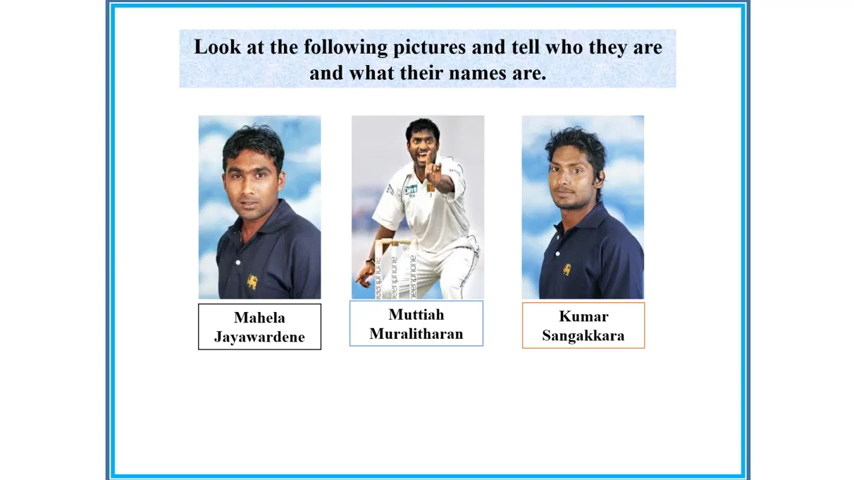 Look at the following pictures and tell who they are
and what their names are.
Mahela
Jayawardene
Muttiah
Muralitharan
Kumar
Sangakkara